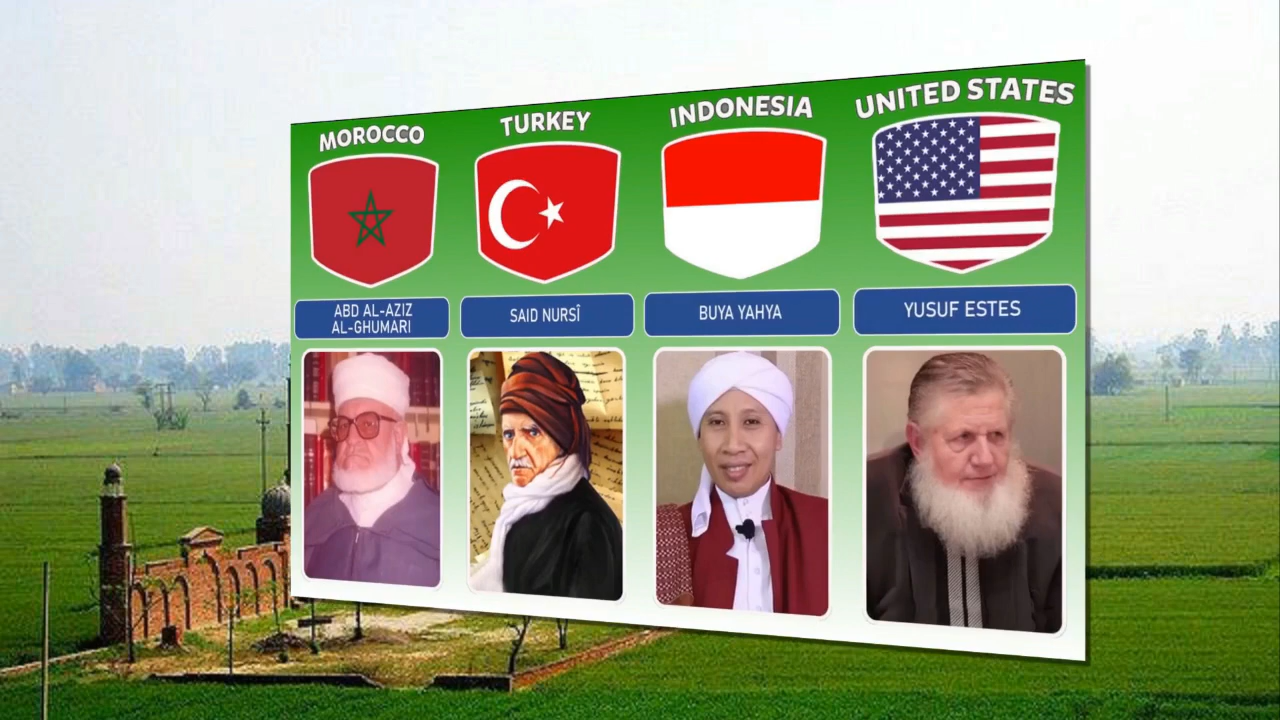 MOROCCO
TURKEY
INDONESIA
UNITED STATES
ABD AL-AZIZ
AL-GHUMARI
SAID NURSÎ
BUYA YAHYA
YUSUF ESTES